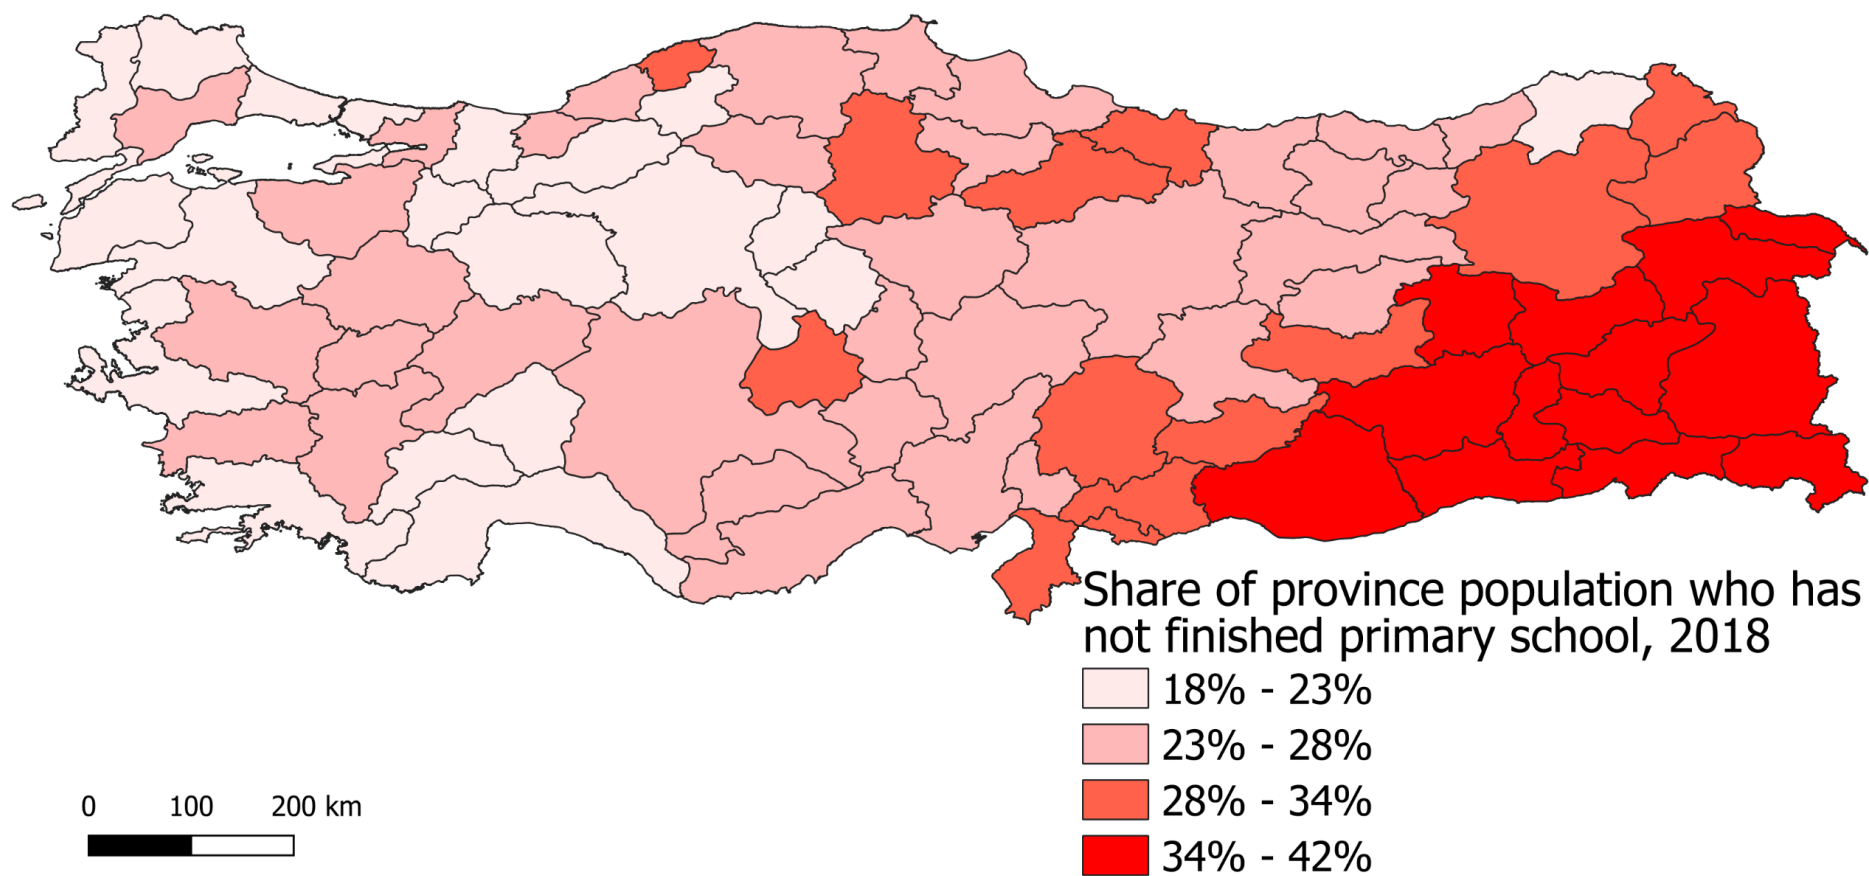 Share of province population who has
not finished primary school, 2018
18% - 23%
23% - 28%
28% - 34%
34% - 42%
0 100 200 km